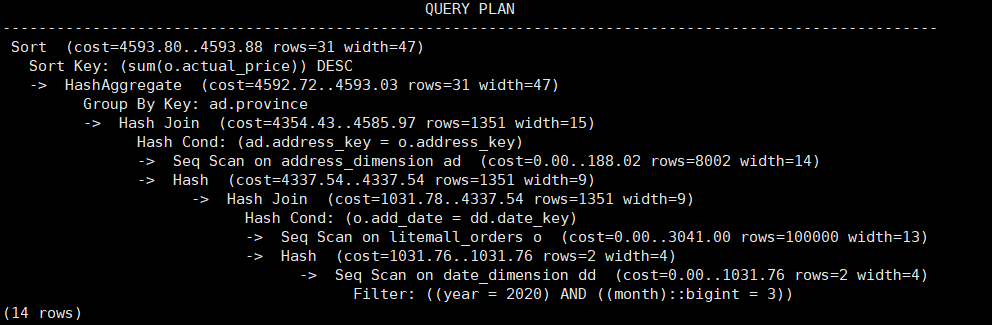 QUERY PLAN
-------------------------------------------------------------------------------------------------------
Sort  (cost=4593.80..4593.88 rows=31 width=47)
  Sort Key: (sum(o.actual_price)) DESC
  ->  HashAggregate  (cost=4592.72..4593.03 rows=31 width=47)
        Group By Key: ad.province
        ->  Hash Join  (cost=4354.43..4585.97 rows=1351 width=15)
              Hash Cond: (ad.address_key = o.address_key)
              ->  Seq Scan on address_dimension ad  (cost=0.00..188.02 rows=8002 width=14)
              ->  Hash  (cost=4337.54..4337.54 rows=1351 width=9)
                    ->  Hash Join  (cost=1031.78..4337.54 rows=1351 width=9)
                          Hash Cond: (o.add_date = dd.date_key)
                          ->  Seq Scan on litemall_orders o  (cost=0.00..3041.00 rows=100000 width=13)
                          ->  Hash  (cost=1031.76..1031.76 rows=2 width=4)
                                ->  Seq Scan on date_dimension dd  (cost=0.00..1031.76 rows=2 width=4)
                                      Filter: ((year = 2020) AND ((month)::bigint = 3))
(14 rows)